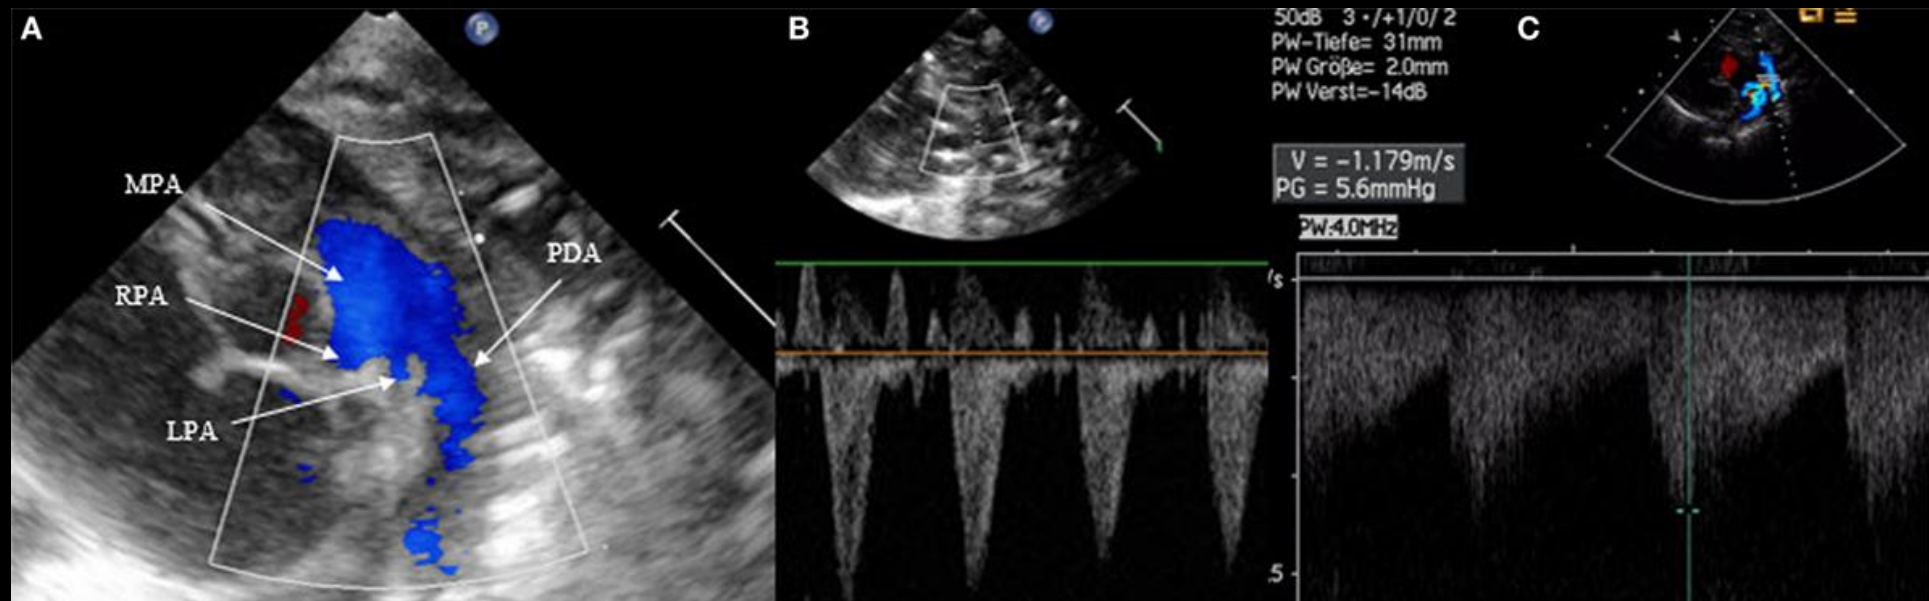 A
P
MPA
RPA
PDA
LPA
B
50dB 3 •/+1/0/ 2
PW-Tiefe= 31mm
PW Größe= 2.0mm
PW Verst=-14dB
V = -1.179m/s
PG = 5.6mmHg
PW:4.0MHz
/s
.5
C